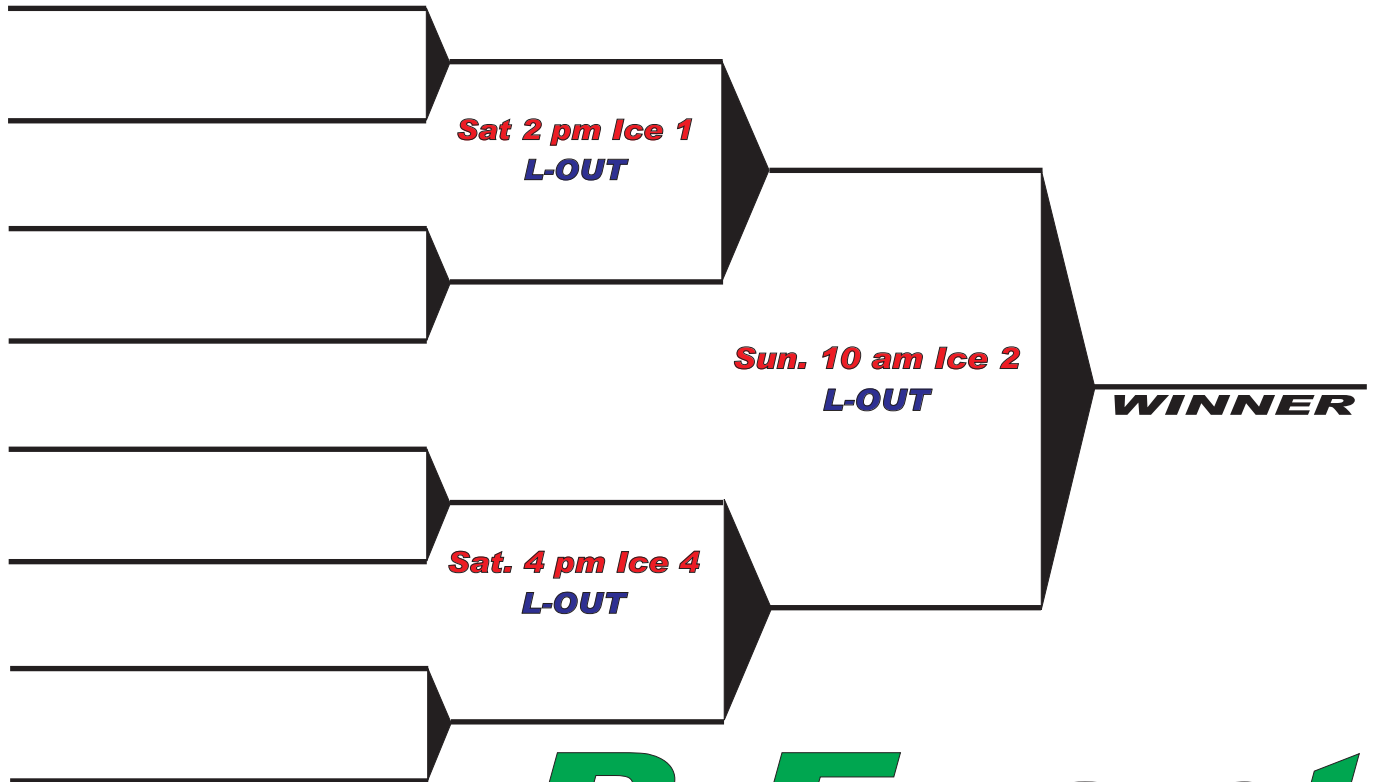 Sat 2 pm Ice 1
L-OUT
Sun. 10 am Ice 2
L-OUT
WINNER
Sat. 4 pm Ice 4
L-OUT